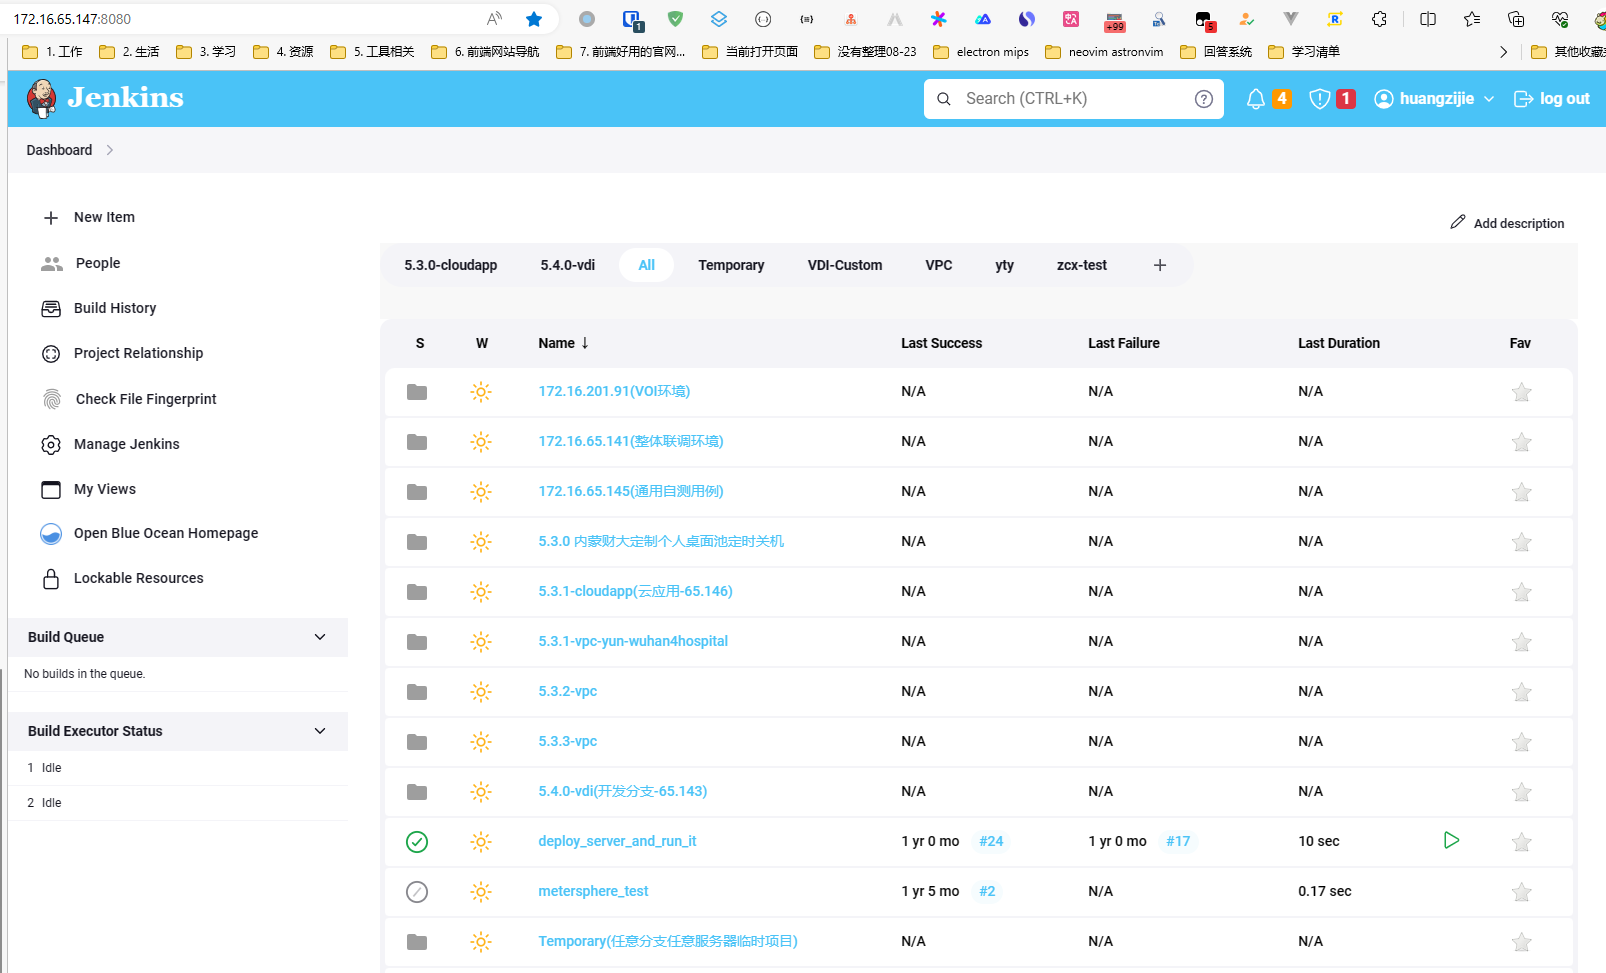 172.16.65.147:8080
1
+99
5
1. 工作
2. 生活
3. 学习
4. 资源
5. 工具相关
6. 前端网站导航
7. 前端好用的官网...
当前打开页面
没有整理08-23
electron mips
neovim astronvim
回答系统
学习清单
其他收藏
Jenkins
Search (CTRL+K)
4
1
huangzijie
log out
Dashboard
New Item
People
Build History
Project Relationship
Check File Fingerprint
Manage Jenkins
My Views
Open Blue Ocean Homepage
Lockable Resources
Build Queue
No builds in the queue.
Build Executor Status
1 Idle
2 Idle
Add description
5.3.0-cloudapp 5.4.0-vdi All Temporary VDI-Custom VPC yty zcx-test +
S W Name ↓ Last Success Last Failure Last Duration Fav
172.16.201.91(VOI环境) N/A N/A N/A
172.16.65.141(整体联调环境) N/A N/A N/A
172.16.65.145(通用自测用例) N/A N/A N/A
5.3.0 内蒙财大定制个人桌面池定时关机 N/A N/A N/A
5.3.1-cloudapp(云应用-65.146) N/A N/A N/A
5.3.1-vpc-yun-wuhan4hospital N/A N/A N/A
5.3.2-vpc N/A N/A N/A
5.3.3-vpc N/A N/A N/A
5.4.0-vdi(开发分支-65.143) N/A N/A N/A
deploy_server_and_run_it 1 yr 0 mo #24 1 yr 0 mo #17 10 sec
metersphere_test 1 yr 5 mo #2 N/A 0.17 sec
Temporary(任意分支任意服务器临时项目) N/A N/A N/A